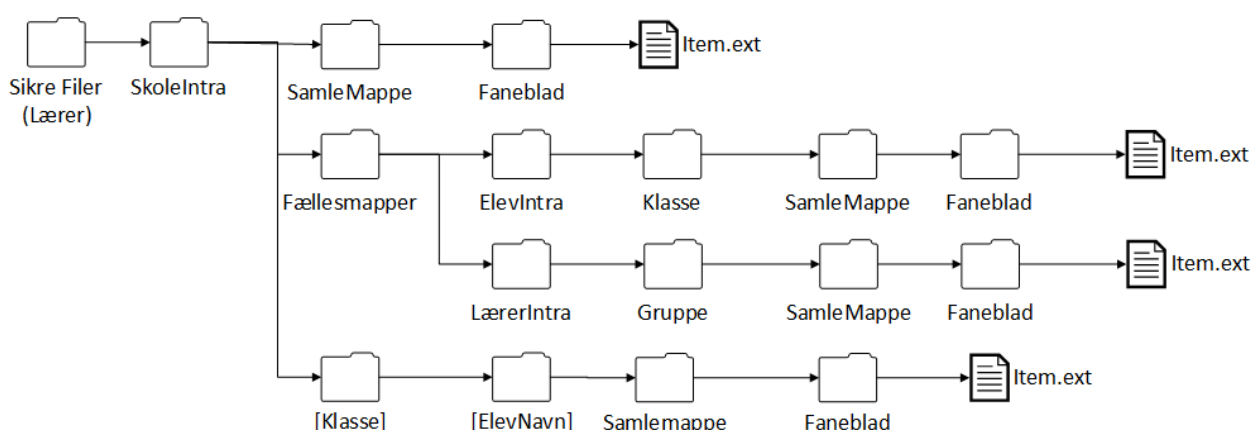 Item.ext
Sikre Filer
(Lærer)
SkoleIntra
SamleMappe
Faneblad
Item.ext
Fællesmapper
ElevIntra
Klasse
SamleMappe
Faneblad
Item.ext
LærerIntra
Gruppe
SamleMappe
Faneblad
Item.ext
[Klasse]
[ElevNavn]
Samlemappe
Faneblad